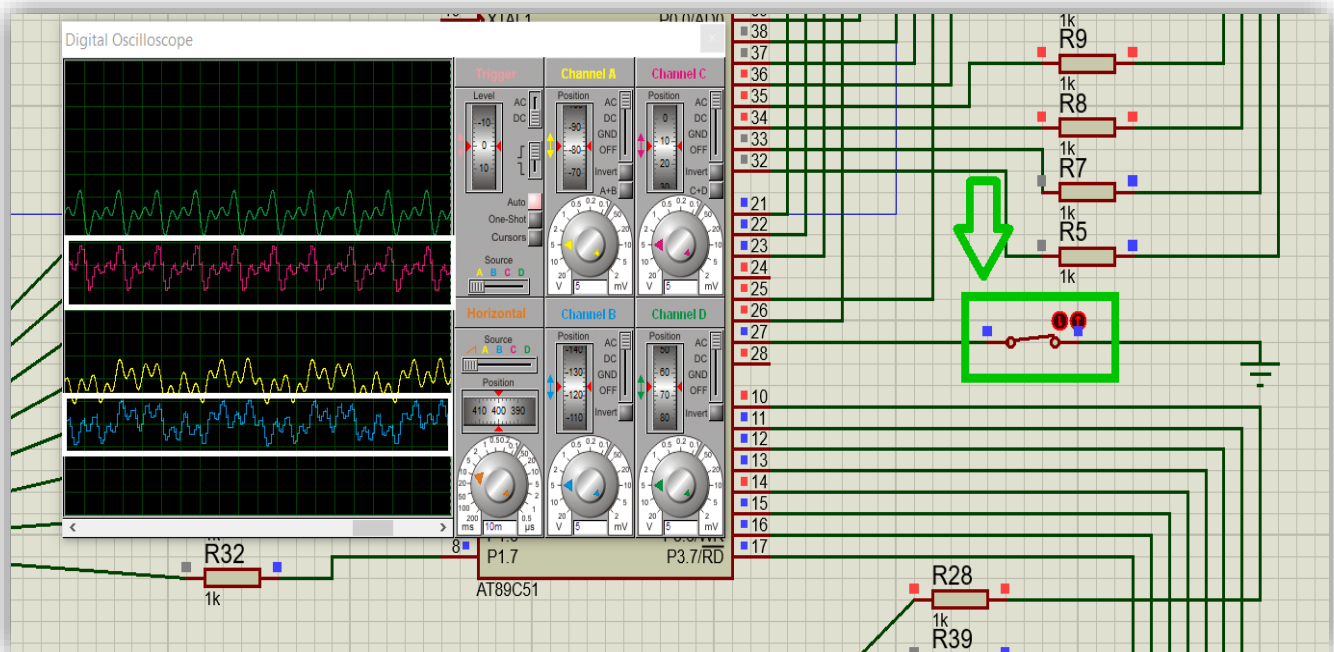 Digital Oscilloscope
Trigger
Level
AC
DC
-10
0
10
Auto
One-Shot
Cursors
Source
A B C D
Channel A
Position
AC
DC
GND
OFF
Invert
A+B
-90
-80
-70
V 5 mV
Channel C
Position
AC
DC
GND
OFF
Invert
C+D
0
10
20
30
V 5 mV
Horizontal
Source
A B C D
Position
410 400 390
ms 10m µs
Channel B
Position
AC
DC
GND
OFF
Invert
-140
-130
-120
-110
V 5 mV
Channel D
Position
AC
DC
GND
OFF
Invert
50
60
70
80
V 5 mV
XTAL1
P0.0/AD0
38
37
36
35
34
33
32
21
22
23
24
25
26
27
28
10
11
12
13
14
15
16
17
8
P1.7
P3.7/RD
AT89C51
1k
R9
1k
R8
1k
R7
1k
R5
1k
R32
1k
R28
1k
R39